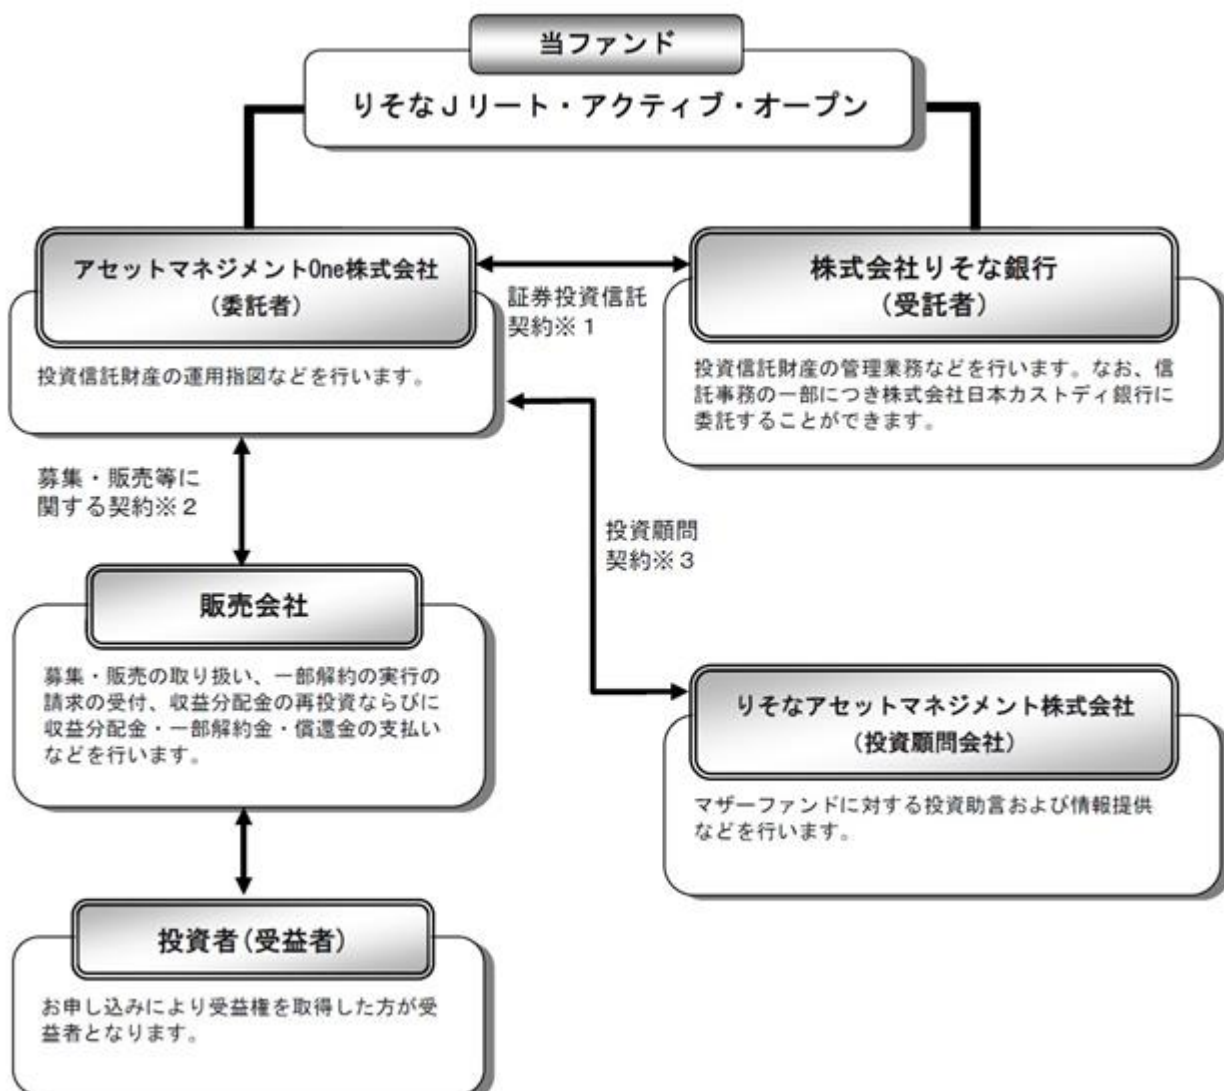 当ファンド
りそなJリート・アクティブ・オープン
アセットマネジメントOne株式会社
(委託者)
投資信託財産の運用指図などを行います。
証券投資信託
契約※1
株式会社りそな銀行
(受託者)
投資信託財産の管理業務などを行います。なお、信
託事務の一部につき株式会社日本カストディ銀行に
委託することができます。
募集・販売等に
関する契約※2
投資顧問
契約※3
販売会社
募集・販売の取り扱い、一部解約の実行の
請求の受付、収益分配金の再投資ならびに
収益分配金・一部解約金・償還金の支払い
などを行います。
りそなアセットマネジメント株式会社
(投資顧問会社)
マザーファンドに対する投資助言および情報提供
などを行います。
投資者(受益者)
お申し込みにより受益権を取得した方が受
益者となります。